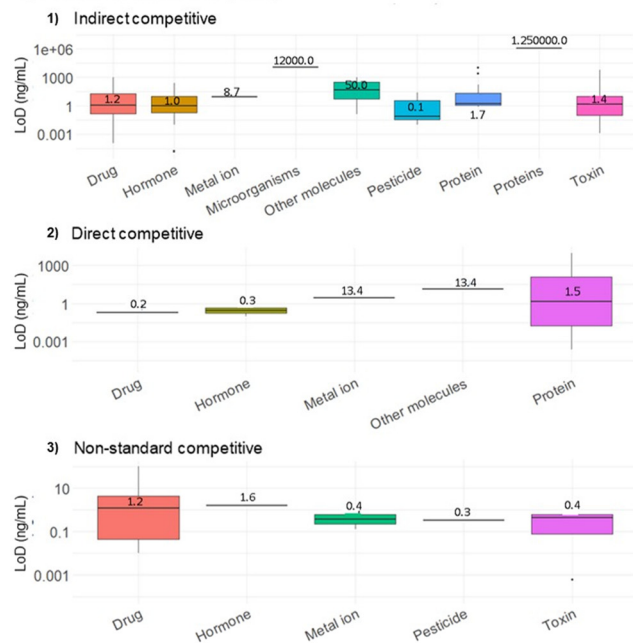 1) Indirect competitive
LoD (ng/mL)
1e+06
1000
1
0.001
1.2
1.0
8.7
12000.0
50.0
0.1
1.7
1.250000.0
1.4
Drug
Hormone
Metal ion
Microorganisms
Other molecules
Pesticide
Protein
Proteins
Toxin
2) Direct competitive
LoD (ng/mL)
1000
1
0.001
0.2
0.3
13.4
13.4
1.5
Drug
Hormone
Metal ion
Other molecules
Protein
3) Non-standard competitive
LoD (ng/mL)
10
0.1
0.001
1.2
1.6
0.4
0.3
0.4
Drug
Hormone
Metal ion
Pesticide
Toxin